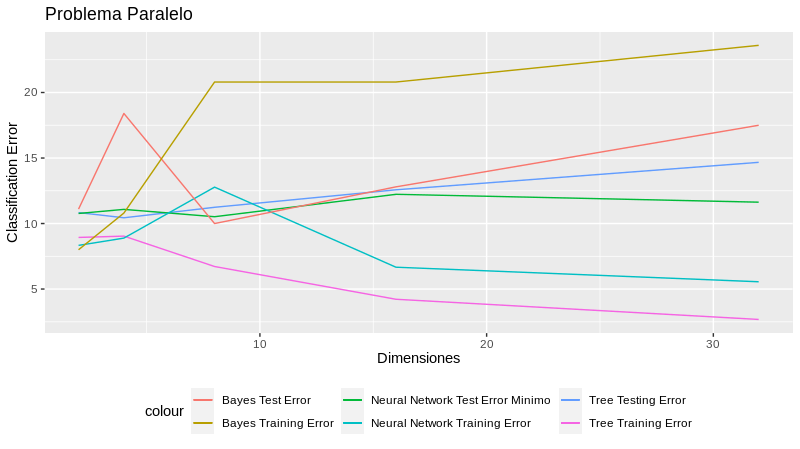 Problema Paralelo
Classification Error
20
15
10
5
10
20
30
Dimensiones
colour
Bayes Test Error
Neural Network Test Error Minimo
Tree Testing Error
Bayes Training Error
Neural Network Training Error
Tree Training Error